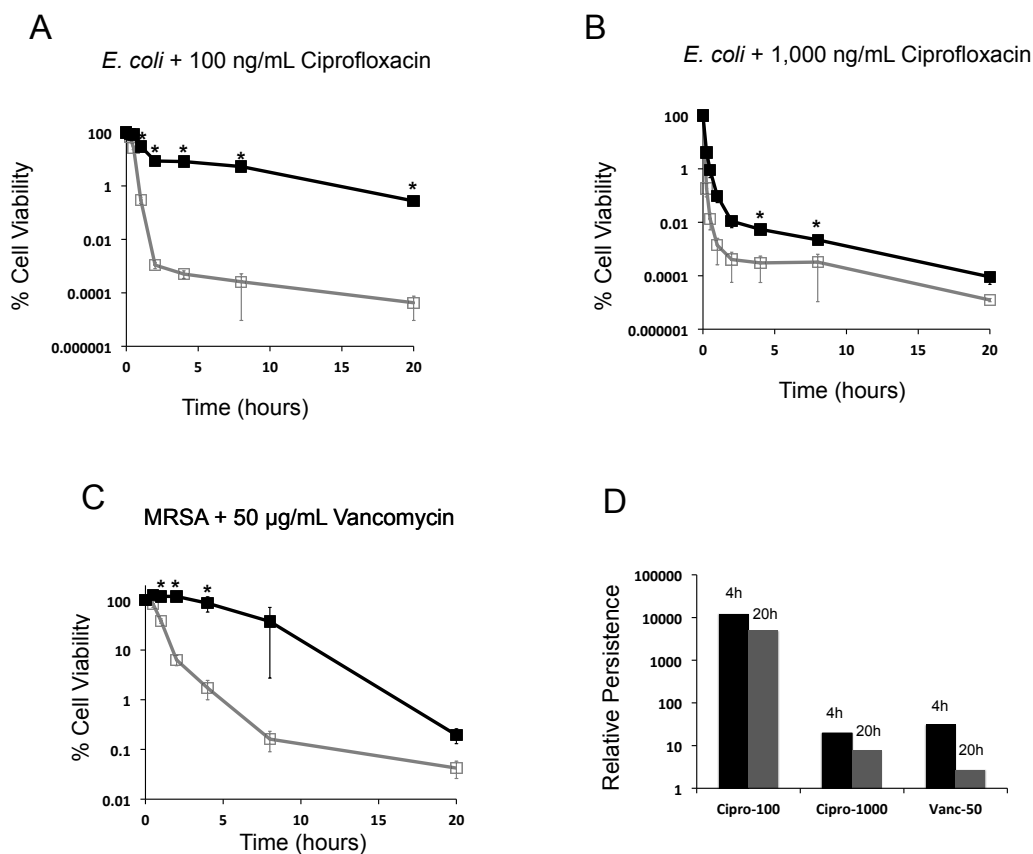 A
E. coli + 100 ng/mL Ciprofloxacin
% Cell Viability
100
1
0.01
0.0001
0.000001
* * * * *
0 5 10 15 20
Time (hours)
B
E. coli + 1,000 ng/mL Ciprofloxacin
% Cell Viability
100
1
0.01
0.0001
0.000001
* *
0 5 10 15 20
Time (hours)
C
MRSA + 50 µg/mL Vancomycin
% Cell Viability
100
10
1
0.1
0.01
* * *
0 5 10 15 20
Time (hours)
D
Relative Persistence
100000
10000
1000
100
10
1
4h 20h
4h 20h
4h 20h
Cipro-100 Cipro-1000 Vanc-50